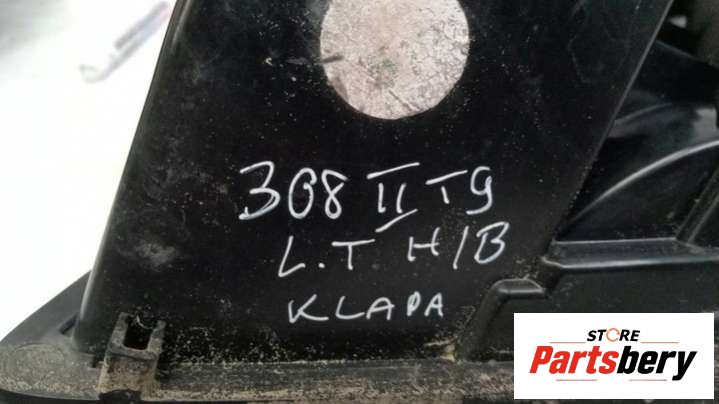 308 II T9
L.T H/B
KLAPA
STORE
Partsbery